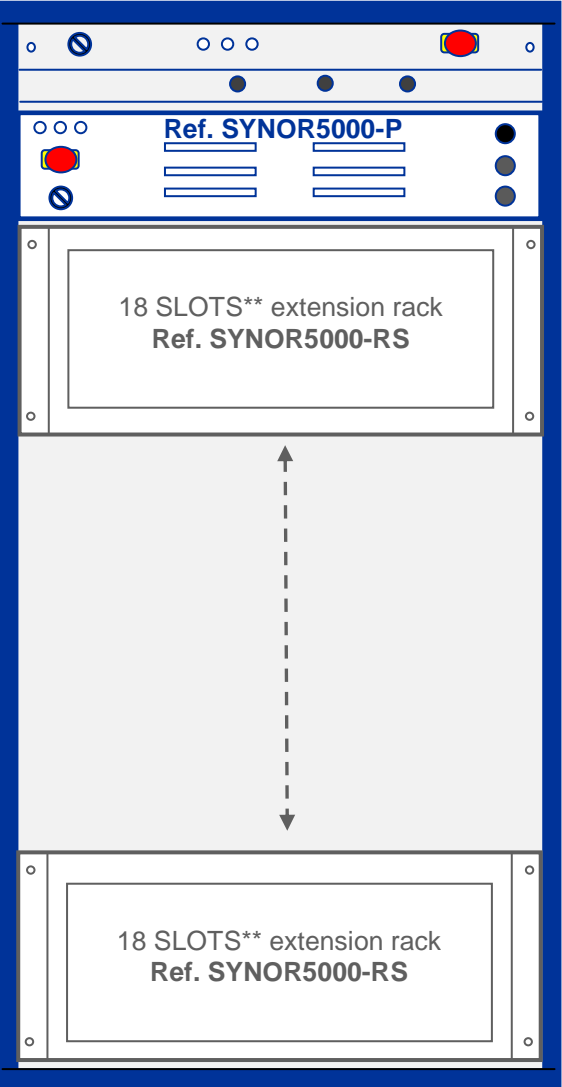 Ref. SYNOR5000-P
18 SLOTS** extension rack
Ref. SYNOR5000-RS
18 SLOTS** extension rack
Ref. SYNOR5000-RS